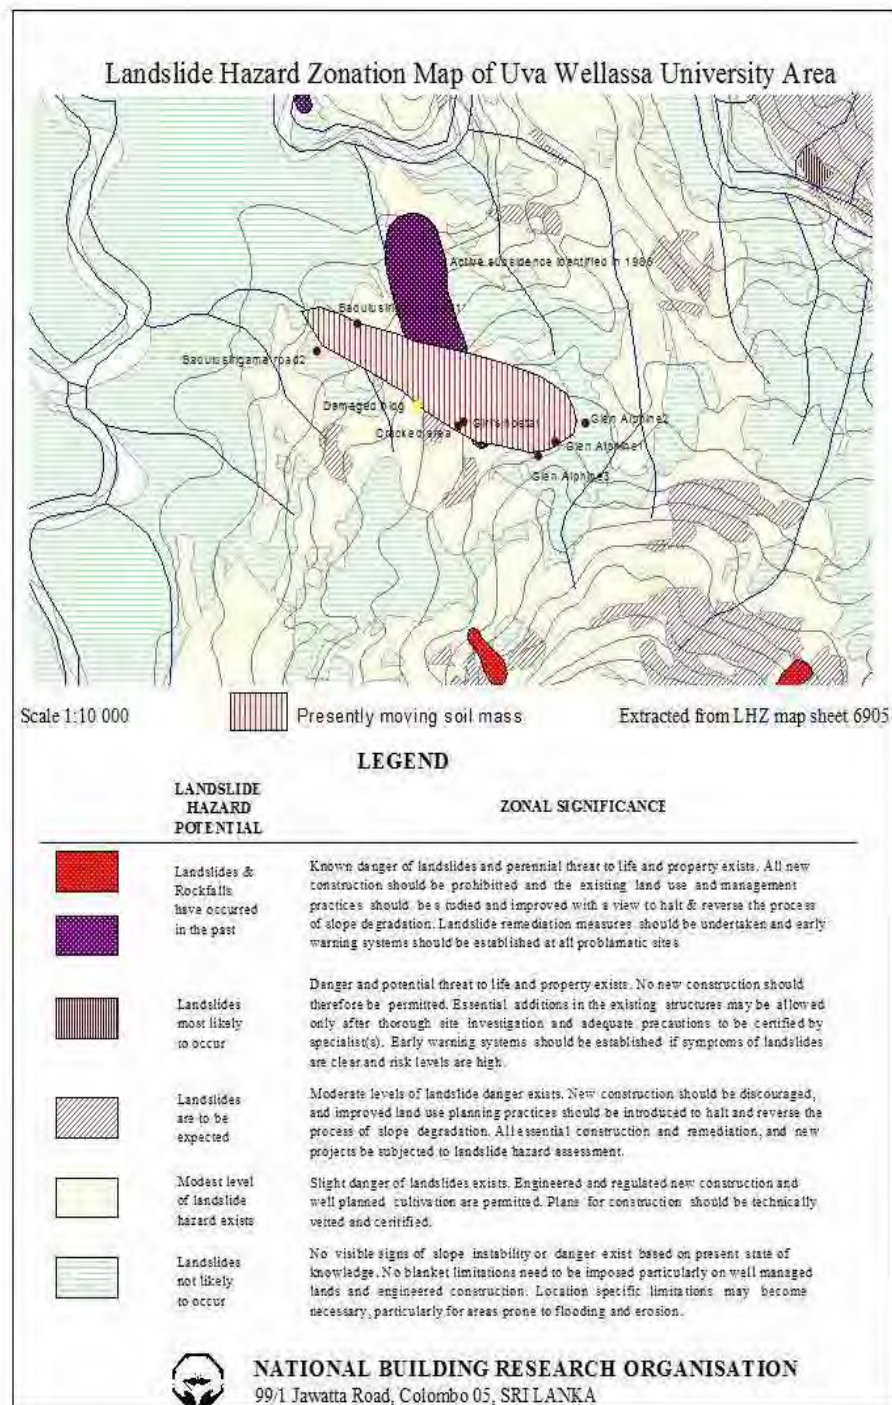 Landslide Hazard Zonation Map of Uva Wellassa University Area
Active subsidence identified in 1986
Badulusingama road2
Damaged bldg
Cracked area
Girls hostel
Glen Alphine2
Glen Alphine1
Glen Alphine3
Scale 1:10 000
Presently moving soil mass
Extracted from LHZ map sheet 6905
LEGEND
LANDSLIDE
HAZARD
POTENTIAL
ZONAL SIGNIFICANCE
Landslides &
Rockfalls
have occurred
in the past
Known danger of landslides and perennial threat to life and property exists. All new
construction should be prohibitted and the existing land use and management
practices should be studied and improved with a view to halt & reverse the process
of slope degradation. Landslide remediation measures should be undertaken and early
warning systems should be established at all problamatic sites
Landslides
most likely
to occur
Danger and potential threat to life and property exists. No new construction should
therefore be permitted. Essential additions in the existing structures may be allowed
only after thorough site investigation and adequate precautions to be certified by
specialist(s). Early warning systems should be established if symptoms of landslides
are clear and risk levels are high.
Landslides
are to be
expected
Moderate levels of landslide danger exists. New construction should be discouraged,
and improved land use planning practices should be introduced to halt and reverse the
process of slope degradation. All essential construction and remediation, and new
projects be subjected to landslide hazard assessment.
Modest level
of landslide
hazard exists
Slight danger of landslides exists. Engineered and regulated new construction and
well planned cultivation are permitted. Plans for construction should be technically
vetted and ceritified.
Landslides
not likely
to occur
No visible signs of slope instability or danger exist based on present state of
knowledge. No blanket limitations need to be imposed particularly on well managed
lands and engineered construction. Location specific limitations may become
necessary, particularly for areas prone to flooding and erosion.
NATIONAL BUILDING RESEARCH ORGANISATION
99/1 Jawatta Road, Colombo 05, SRI LANKA